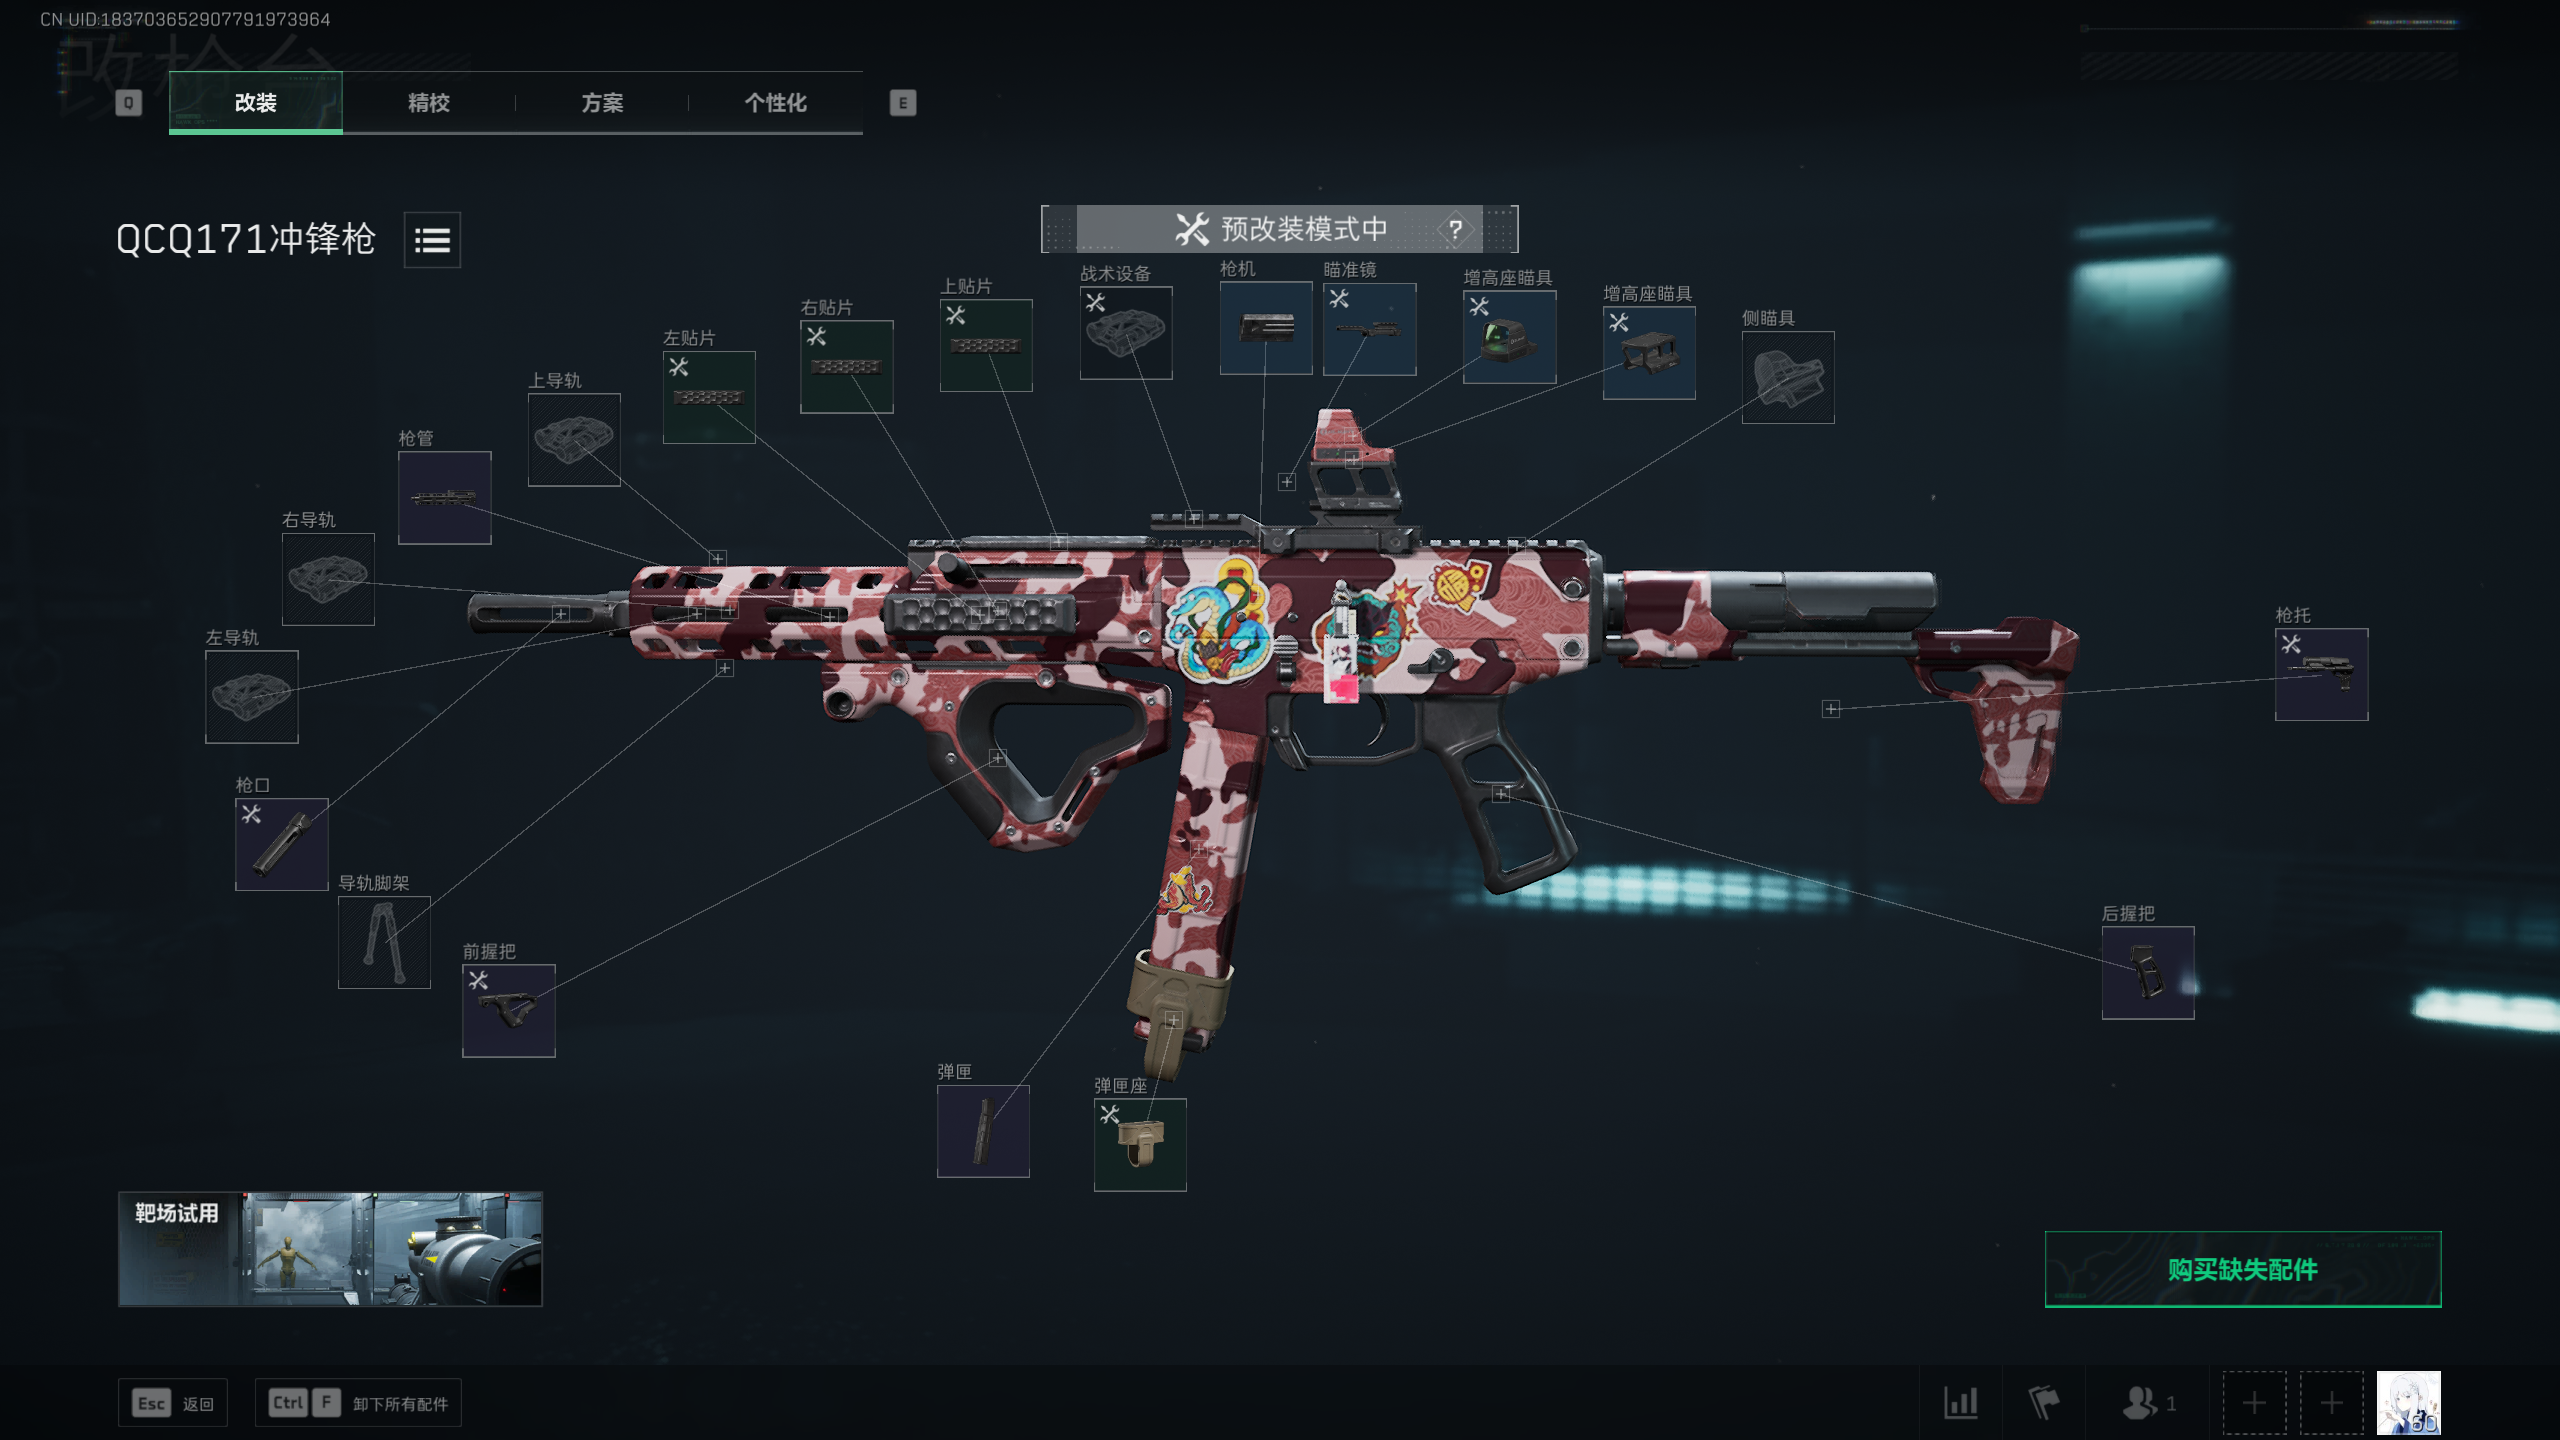 CN UID:183703652907791973964
改枪台
Q
改装
精校
方案
个性化
E
QCQ171冲锋枪
预改装模式中
?
战术设备
枪机
瞄准镜
增高座瞄具
增高座瞄具
侧瞄具
上贴片
右贴片
左贴片
上导轨
枪管
右导轨
左导轨
枪托
枪口
导轨脚架
前握把
后握把
弹匣
弹匣座
靶场试用
购买缺失配件
Esc 返回
Ctrl F 卸下所有配件
1
60